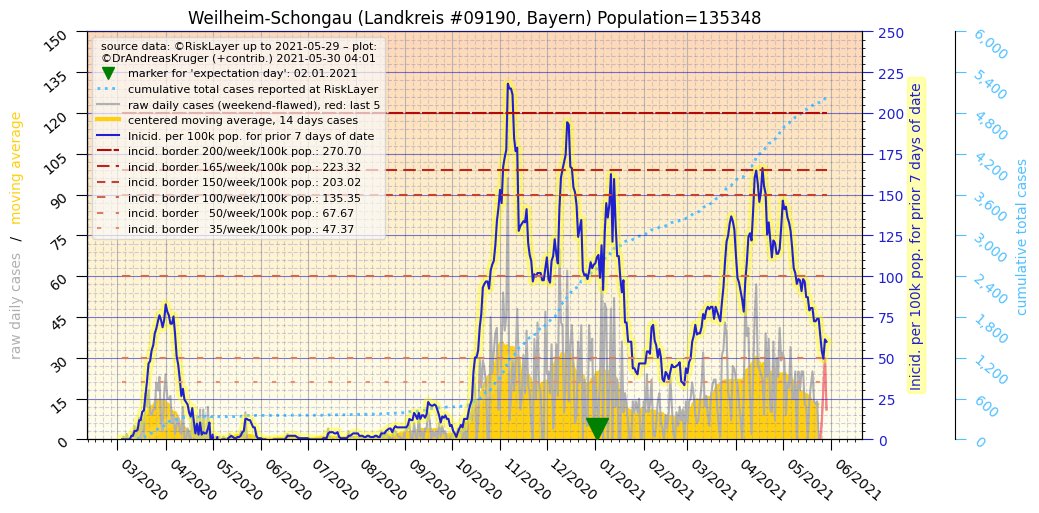 Weilheim-Schongau (Landkreis #09190, Bayern) Population=135348
source data: ©RiskLayer up to 2021-05-29 – plot:
©DrAndreasKruger (+contrib.) 2021-05-30 04:01
marker for 'expectation day': 02.01.2021
cumulative total cases reported at RiskLayer
raw daily cases (weekend-flawed), red: last 5
centered moving average, 14 days cases
Inicid. per 100k pop. for prior 7 days of date
incid. border 200/week/100k pop.: 270.70
incid. border 165/week/100k pop.: 223.32
incid. border 150/week/100k pop.: 203.02
incid. border 100/week/100k pop.: 135.35
incid. border   50/week/100k pop.: 67.67
incid. border   35/week/100k pop.: 47.37
raw daily cases   /   moving average
150
135
120
105
90
75
60
45
30
15
0
250
225
200
175
150
125
100
75
50
25
0
Inicid. per 100k pop. for prior 7 days of date
6,000
5,400
4,800
4,200
3,600
3,000
2,400
1,800
1,200
600
0
cumulative total cases
03/2020
04/2020
05/2020
06/2020
07/2020
08/2020
09/2020
10/2020
11/2020
12/2020
01/2021
02/2021
03/2021
04/2021
05/2021
06/2021